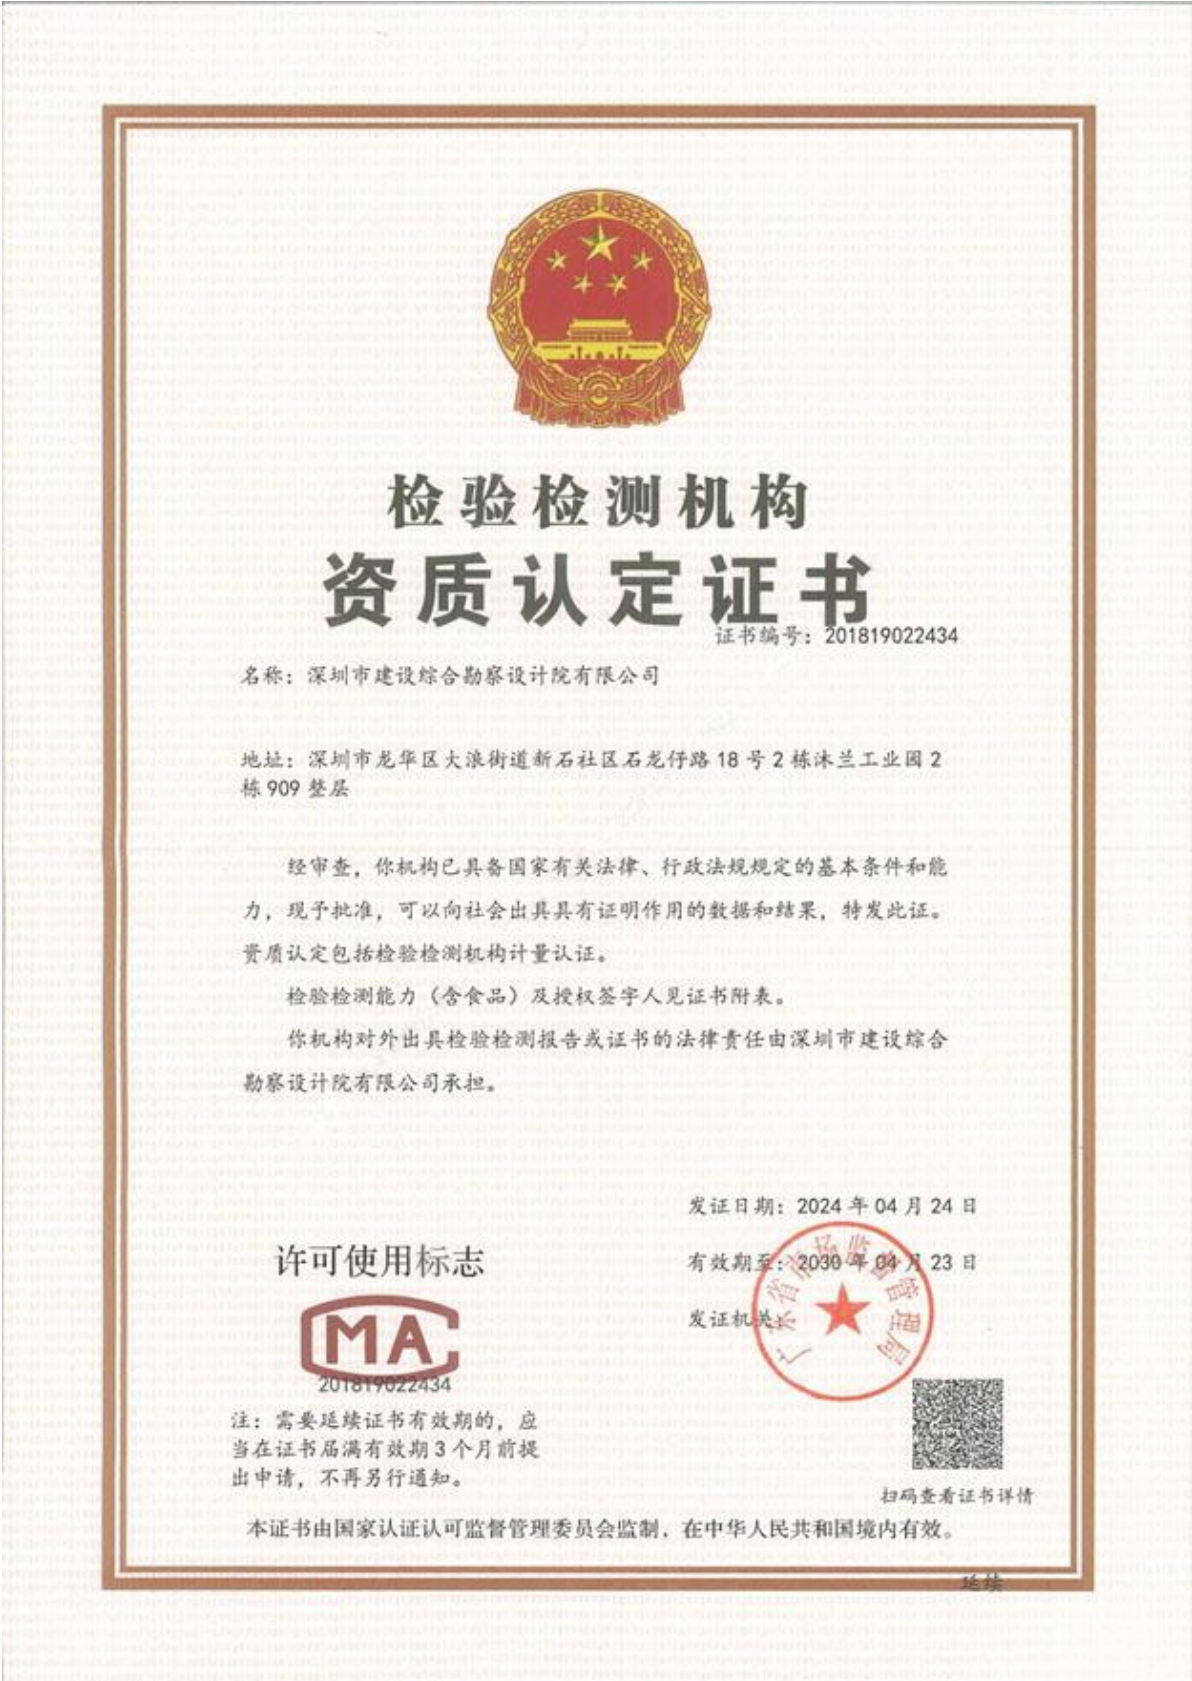 检验检测机构
资质认定证书
证书编号：201819022434
名称：深圳市建设综合勘察设计院有限公司
地址：深圳市龙华区大浪街道新石社区石龙仔路18号2栋沐兰工业园2
栋909整层
经审查，你机构已具备国家有关法律、行政法规规定的基本条件和能
力，现予批准，可以向社会出具具有证明作用的数据和结果，特发此证。
资质认定包括检验检测机构计量认证。
检验检测能力（含食品）及授权签字人见证书附表。
你机构对外出具检验检测报告或证书的法律责任由深圳市建设综合
勘察设计院有限公司承担。
发证日期：2024年04月24日
有效期至：2030年04月23日
发证机关：
广东省市场监督管理局
许可使用标志
MA
201819022434
注：需要延续证书有效期的，应
当在证书届满有效期3个月前提
出申请，不再另行通知。
扫码查看证书详情
本证书由国家认证认可监督管理委员会监制，在中华人民共和国境内有效。
延续